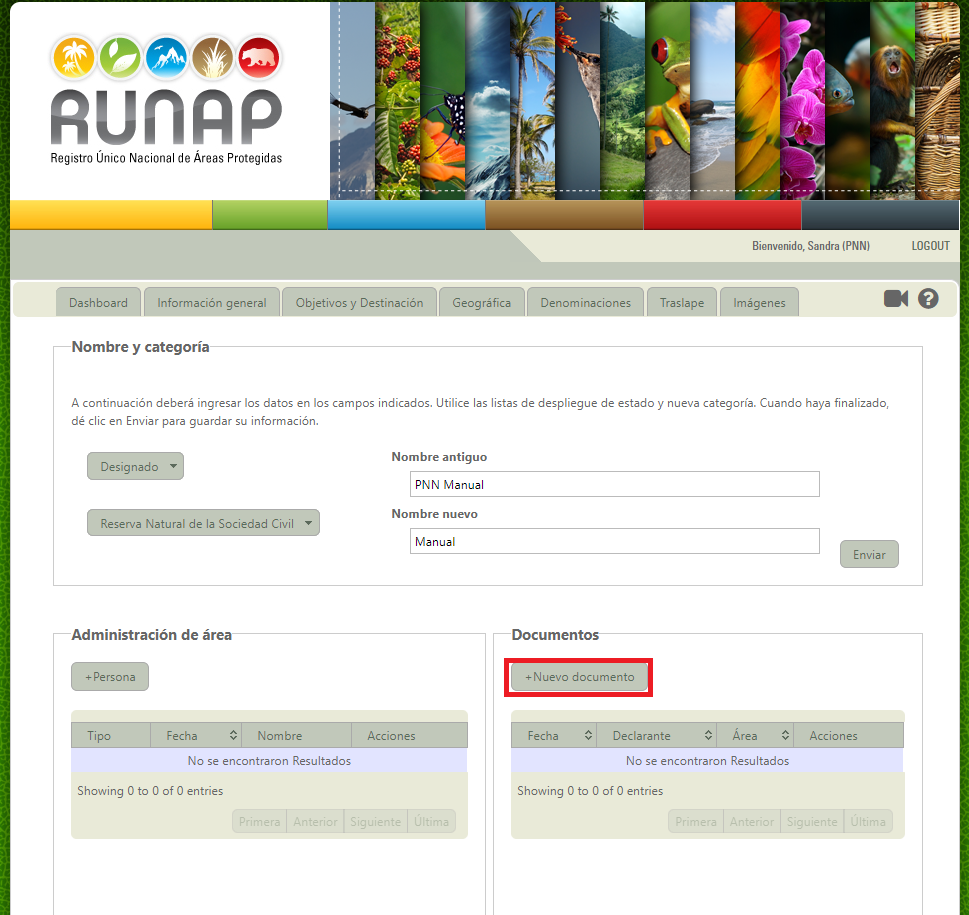 RUNAP
Registro Único Nacional de Áreas Protegidas
Bienvenido, Sandra (PNN) LOGOUT
Dashboard Información general Objetivos y Destinación Geográfica Denominaciones Traslape Imágenes
Nombre y categoría
A continuación deberá ingresar los datos en los campos indicados. Utilice las listas de despliegue de estado y nueva categoría. Cuando haya finalizado,
dé clic en Enviar para guardar su información.
Designado
Nombre antiguo
PNN Manual
Reserva Natural de la Sociedad Civil
Nombre nuevo
Manual
Enviar
Administración de área
+Persona
Tipo Fecha Nombre Acciones
No se encontraron Resultados
Showing 0 to 0 of 0 entries
Primera Anterior Siguiente Última
Documentos
+Nuevo documento
Fecha Declarante Área Acciones
No se encontraron Resultados
Showing 0 to 0 of 0 entries
Primera Anterior Siguiente Última